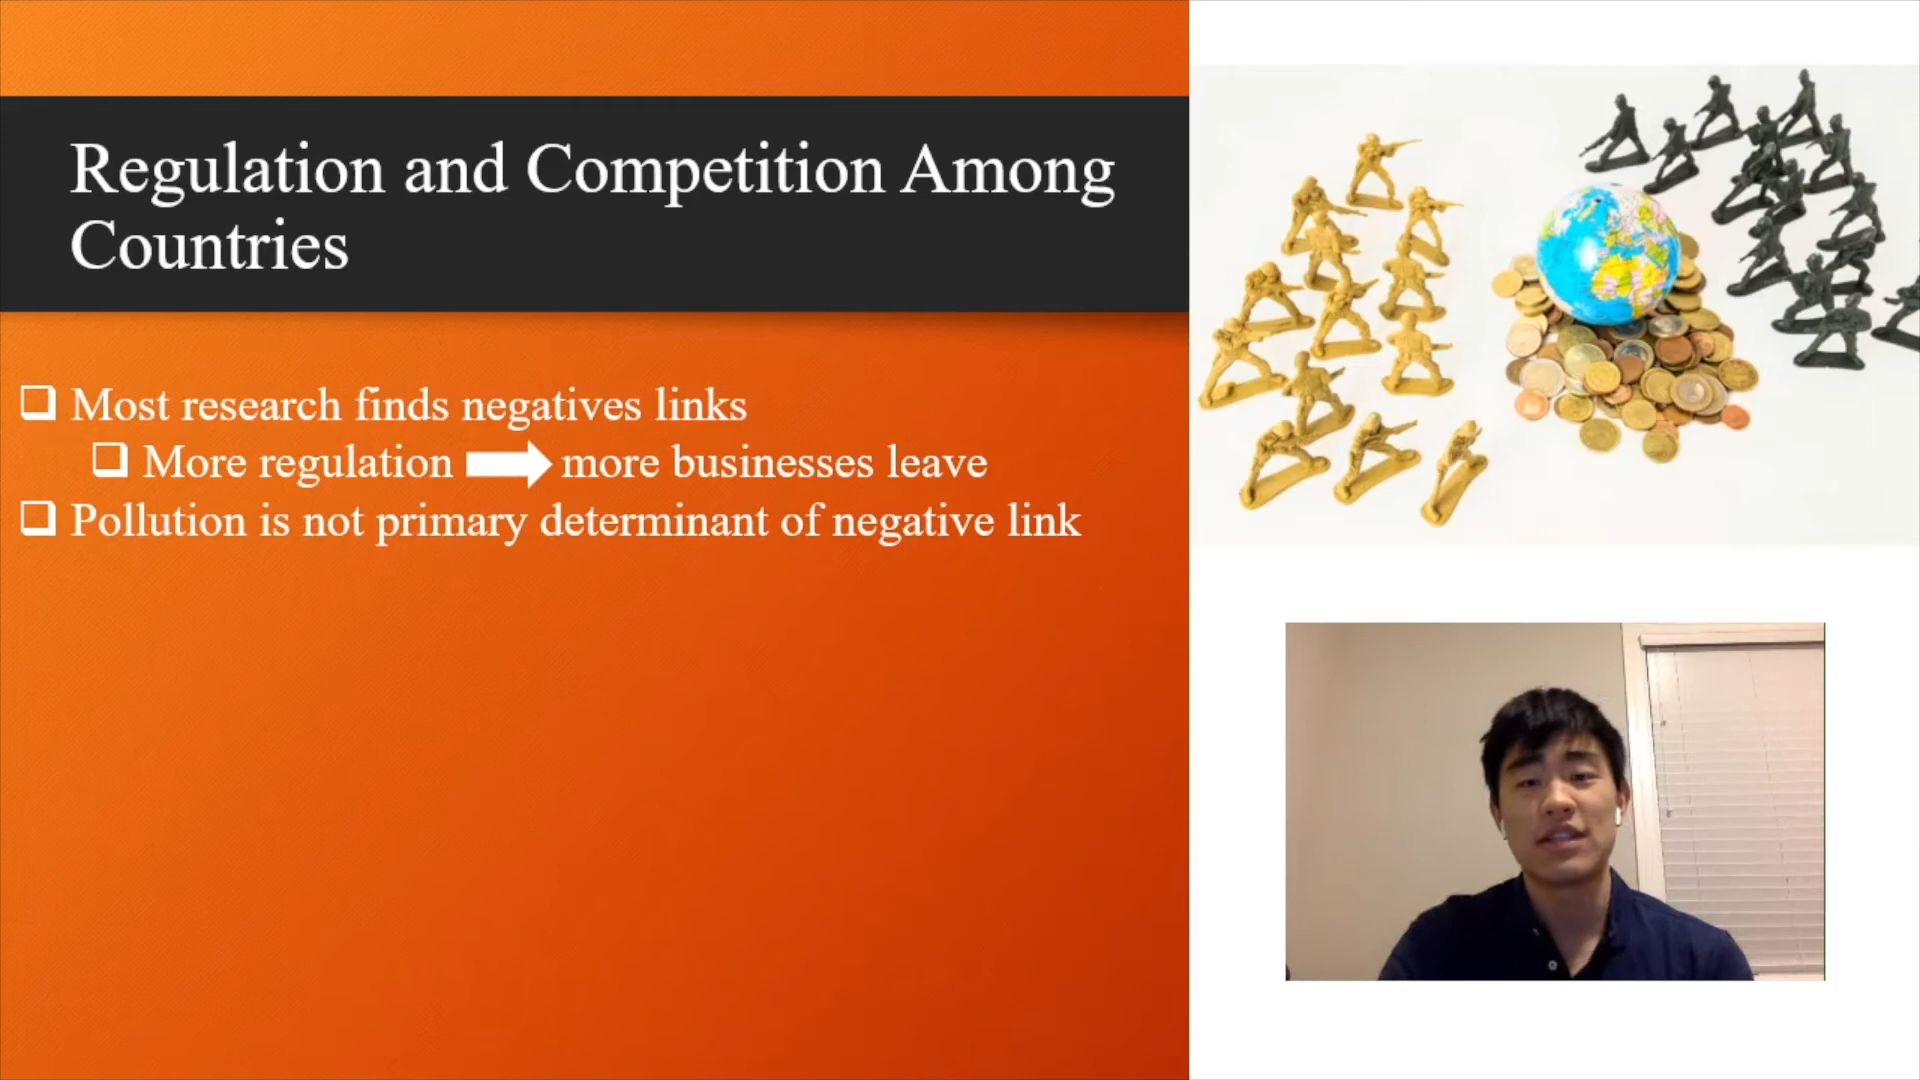 Regulation and Competition Among
Countries
Most research finds negatives links
More regulation more businesses leave
Pollution is not primary determinant of negative link